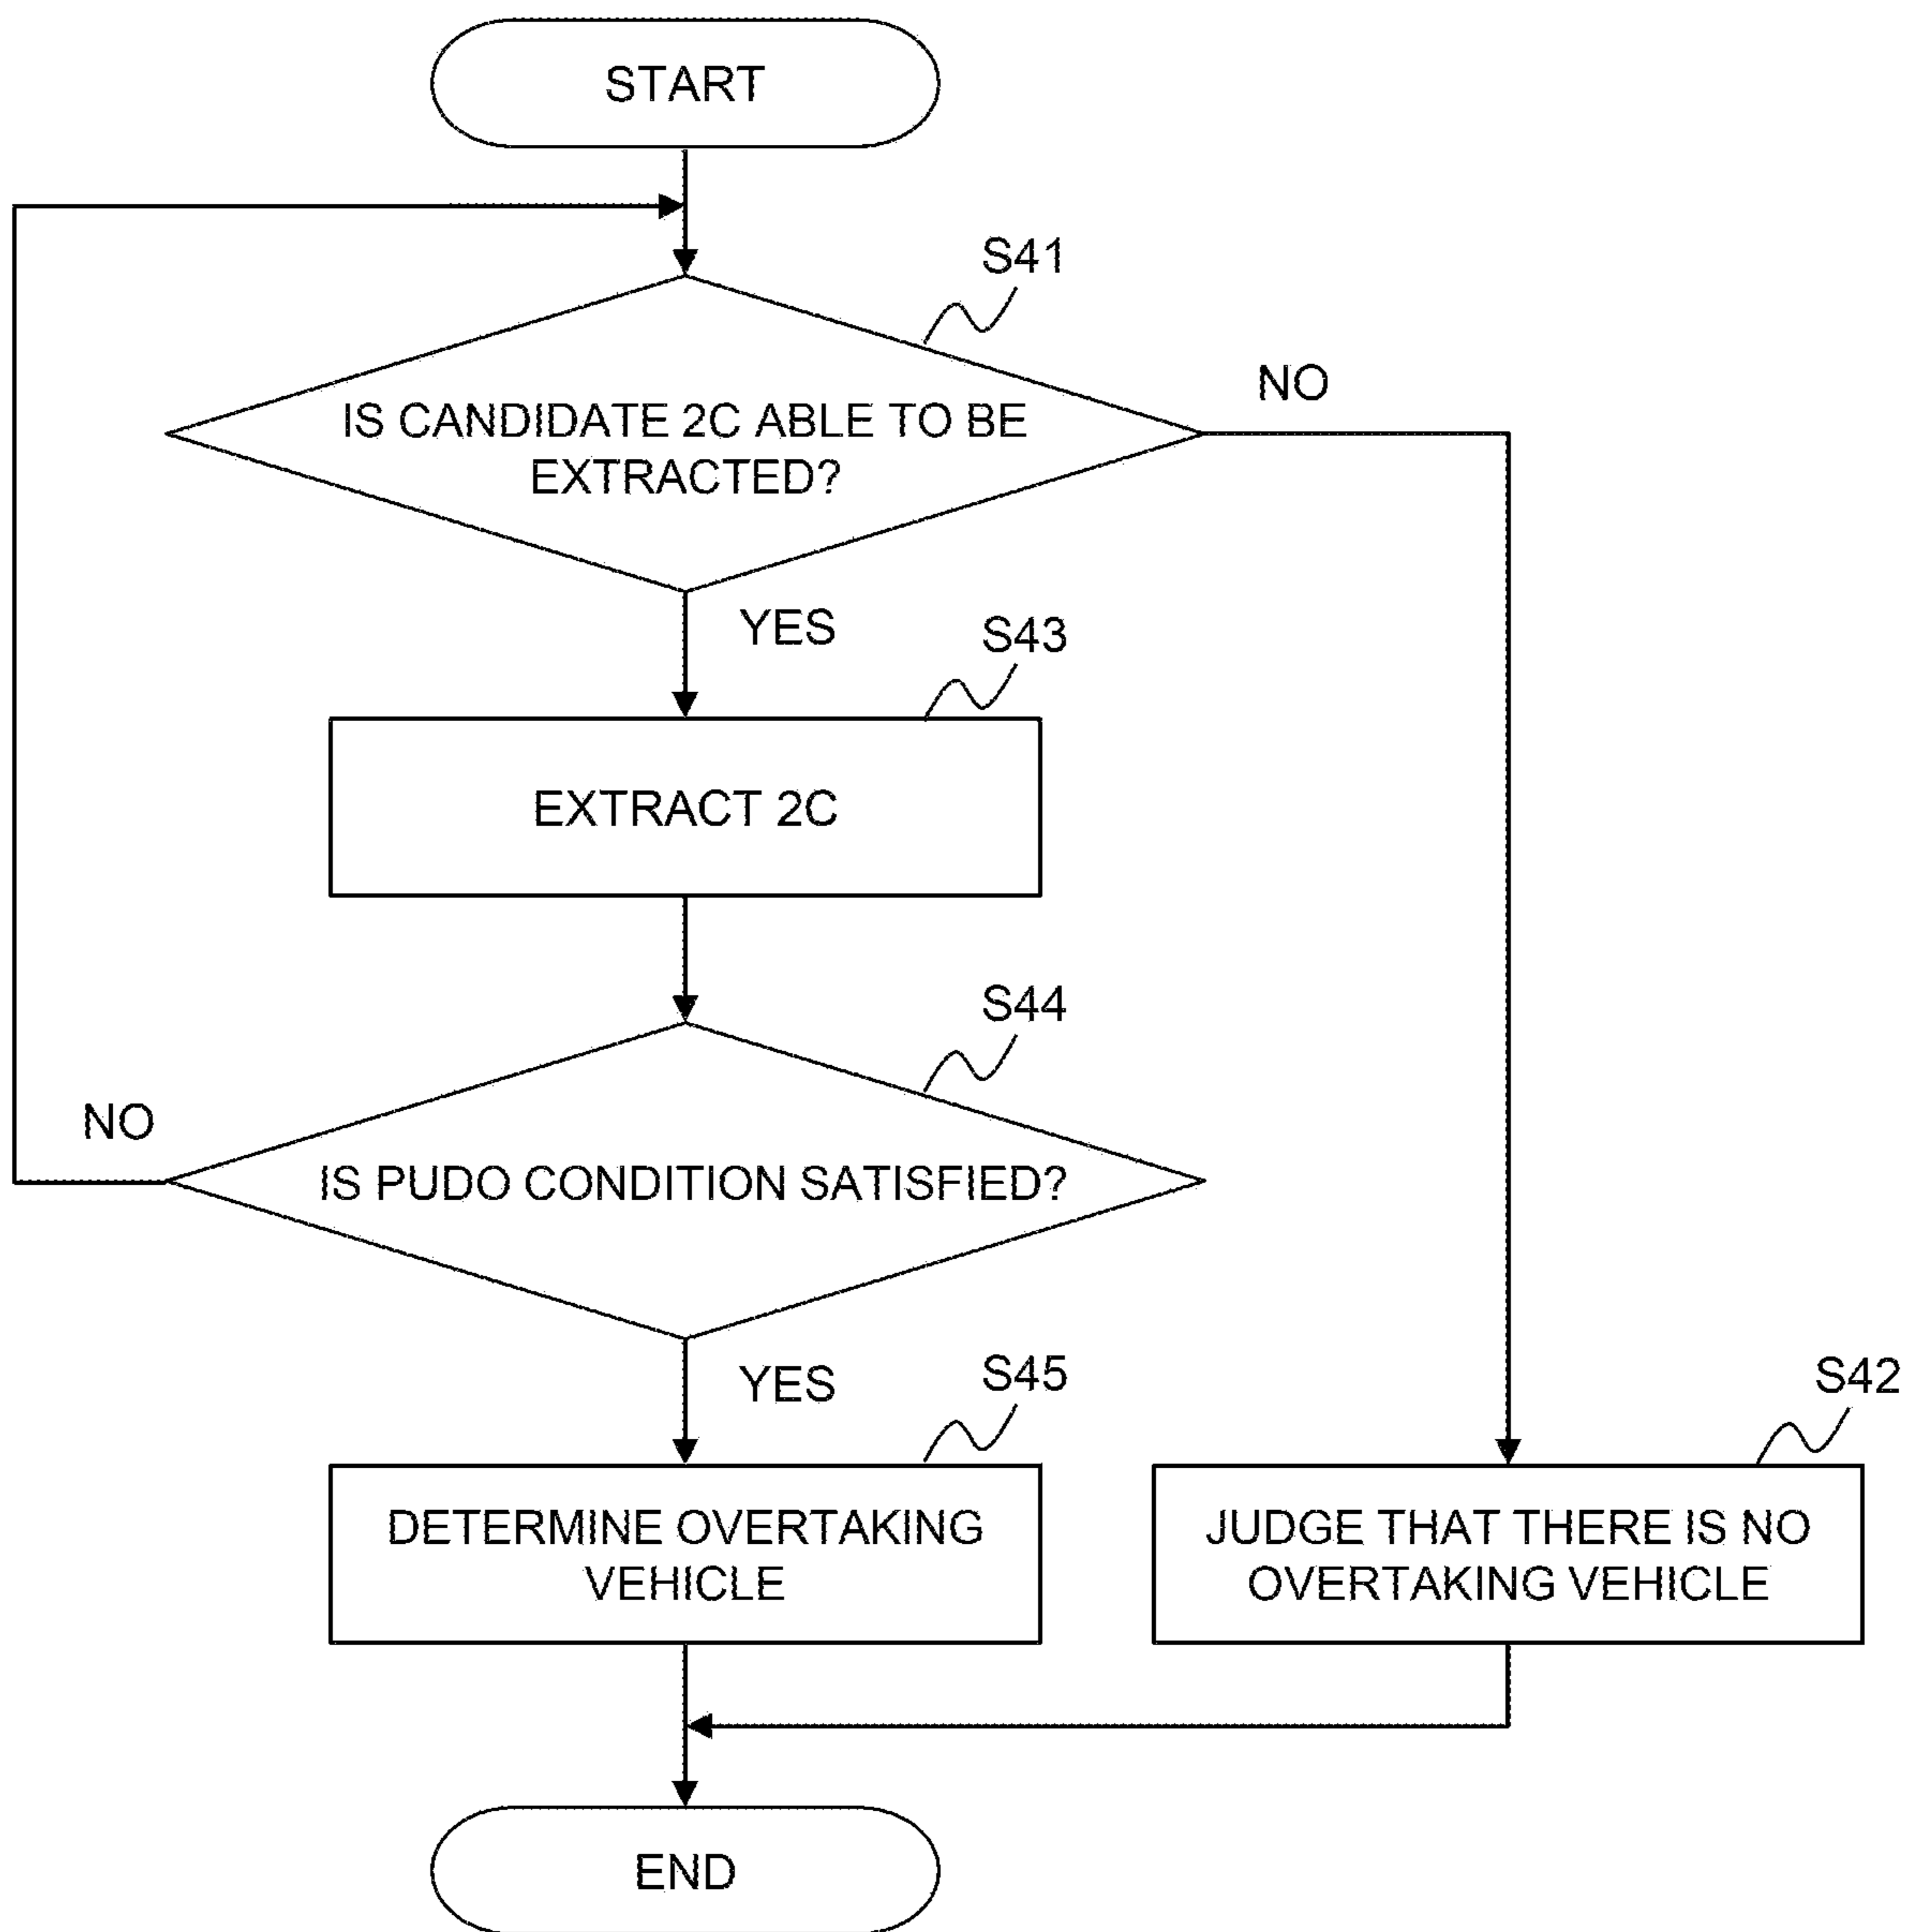 START
S41
NO
IS CANDIDATE 2C ABLE TO BE
EXTRACTED?
YES
S43
EXTRACT 2C
S44
NO
IS PUDO CONDITION SATISFIED?
YES
S45
S42
DETERMINE OVERTAKING
VEHICLE
JUDGE THAT THERE IS NO
OVERTAKING VEHICLE
END